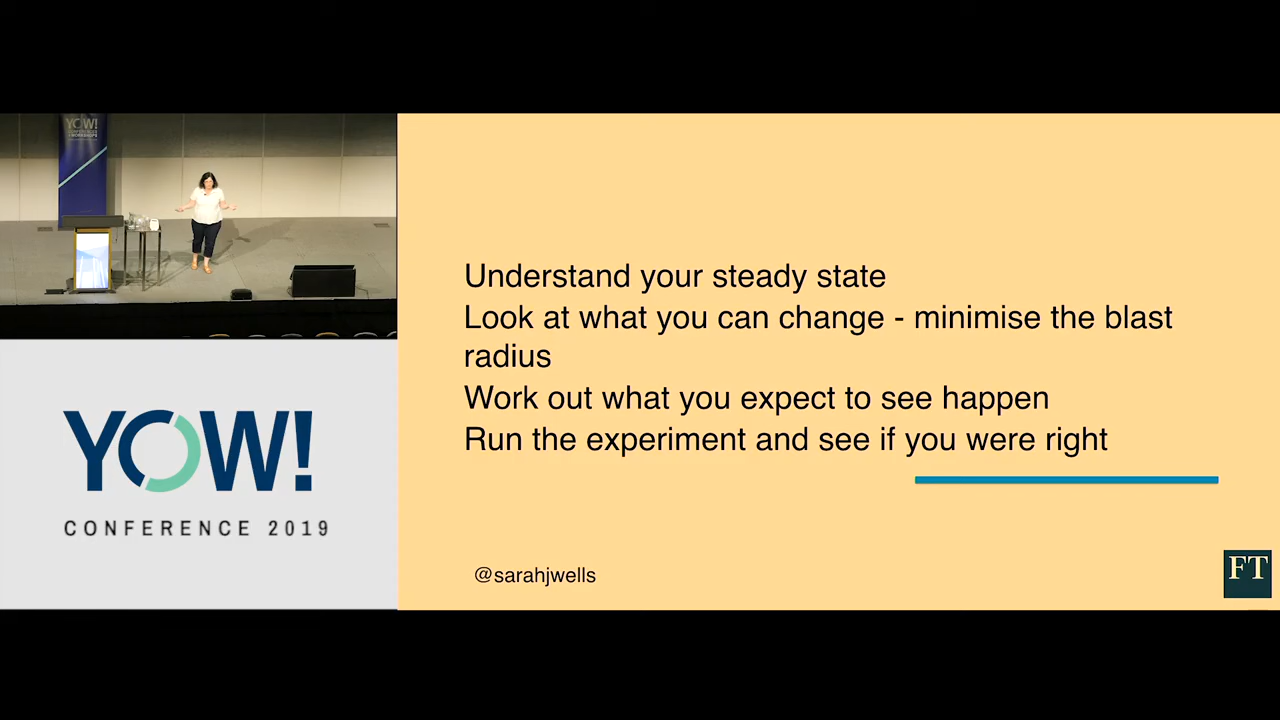 YOW!
Understand your steady state
Look at what you can change - minimise the blast
radius
Work out what you expect to see happen
Run the experiment and see if you were right
YOW!
CONFERENCE 2019
@sarahjwells
FT